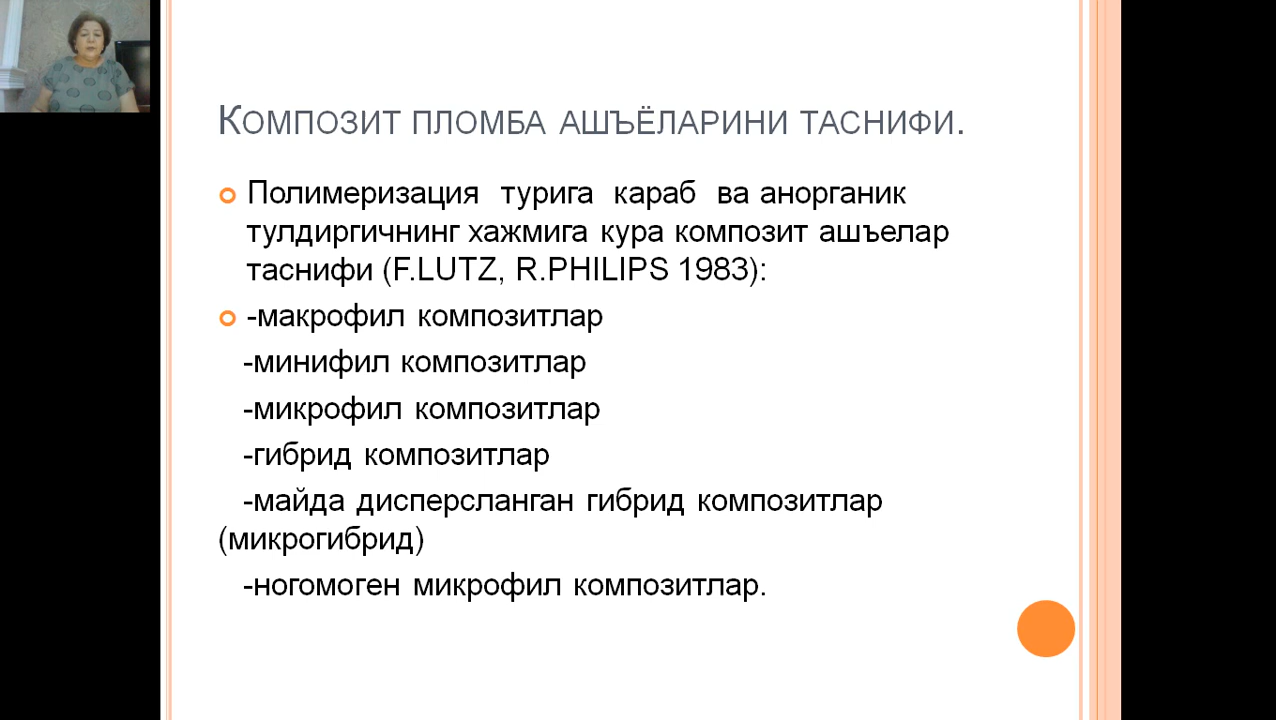 Композит пломба ашъёларини таснифи.
Полимеризация турига караб ва анорганик
тулдиргичнинг хажмига кура композит ашъелар
таснифи (F.LUTZ, R.PHILIPS 1983):
-макрофил композитлар
-минифил композитлар
-микрофил композитлар
-гибрид композитлар
-майда дисперсланган гибрид композитлар
(микрогибрид)
-ногомоген микрофил композитлар.